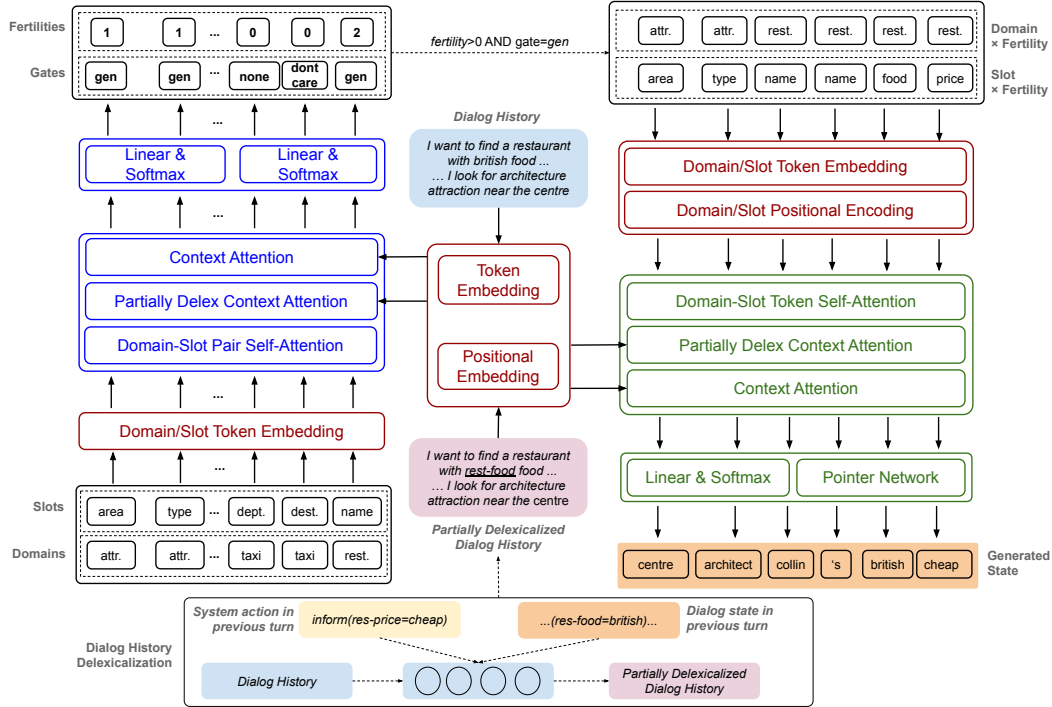 Fertilities
1 1 ... 0 0 2
Gates
gen gen ... none dont care gen
...
Linear & Softmax
Linear & Softmax
...
Context Attention
Partially Delex Context Attention
Domain-Slot Pair Self-Attention
...
Domain/Slot Token Embedding
...
Slots
area type ... dept. dest. name
Domains
attr. attr. ... taxi taxi rest.
fertility>0 AND gate=gen
Dialog History
I want to find a restaurant
with british food ...
... I look for architecture
attraction near the centre
Token
Embedding
Positional
Embedding
I want to find a restaurant
with rest-food food ...
... I look for architecture
attraction near the centre
Partially Delexicalized
Dialog History
attr. attr. rest. rest. rest. rest.
Domain
× Fertility
area type name name food price
Slot
× Fertility
Domain/Slot Token Embedding
Domain/Slot Positional Encoding
Domain-Slot Token Self-Attention
Partially Delex Context Attention
Context Attention
Linear & Softmax
Pointer Network
centre architect collin 's british cheap
Generated
State
System action in
previous turn
inform(res-price=cheap)
...(res-food=british)...
Dialog state in
previous turn
Dialog History
Delexicalization
Dialog History
Partially Delexicalized
Dialog History